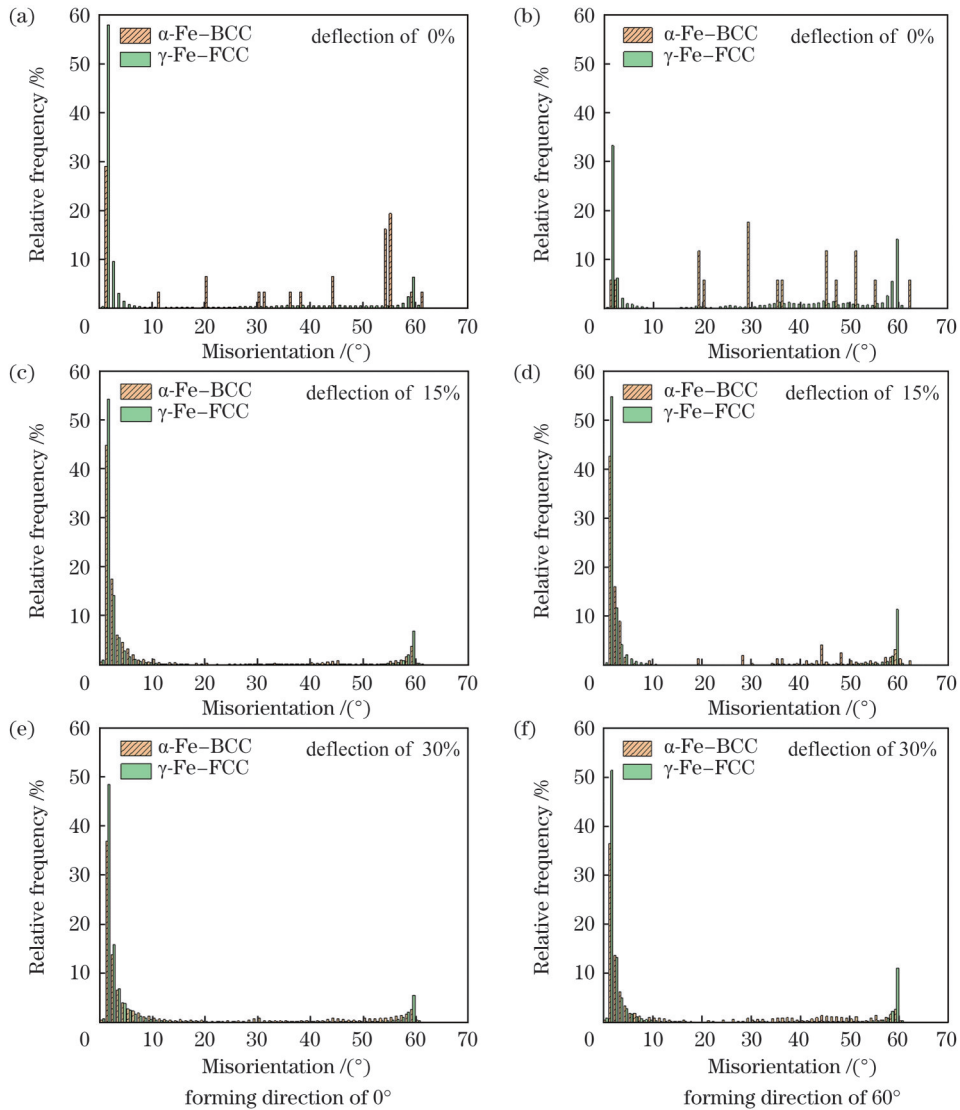 (a)
60
50
40
30
20
10
Relative frequency /%
α-Fe–BCC
γ-Fe–FCC
deflection of 0%
0 10 20 30 40 50 60 70
Misorientation /(°)
(b)
60
50
40
30
20
10
Relative frequency /%
α-Fe–BCC
γ-Fe–FCC
deflection of 0%
0 10 20 30 40 50 60 70
Misorientation /(°)
(c)
60
50
40
30
20
10
Relative frequency /%
α-Fe–BCC
γ-Fe–FCC
deflection of 15%
0 10 20 30 40 50 60 70
Misorientation /(°)
(d)
60
50
40
30
20
10
Relative frequency /%
α-Fe–BCC
γ-Fe–FCC
deflection of 15%
0 10 20 30 40 50 60 70
Misorientation /(°)
(e)
60
50
40
30
20
10
Relative frequency /%
α-Fe–BCC
γ-Fe–FCC
deflection of 30%
0 10 20 30 40 50 60 70
Misorientation /(°)
forming direction of 0°
(f)
60
50
40
30
20
10
Relative frequency /%
α-Fe–BCC
γ-Fe–FCC
deflection of 30%
0 10 20 30 40 50 60 70
Misorientation /(°)
forming direction of 60°